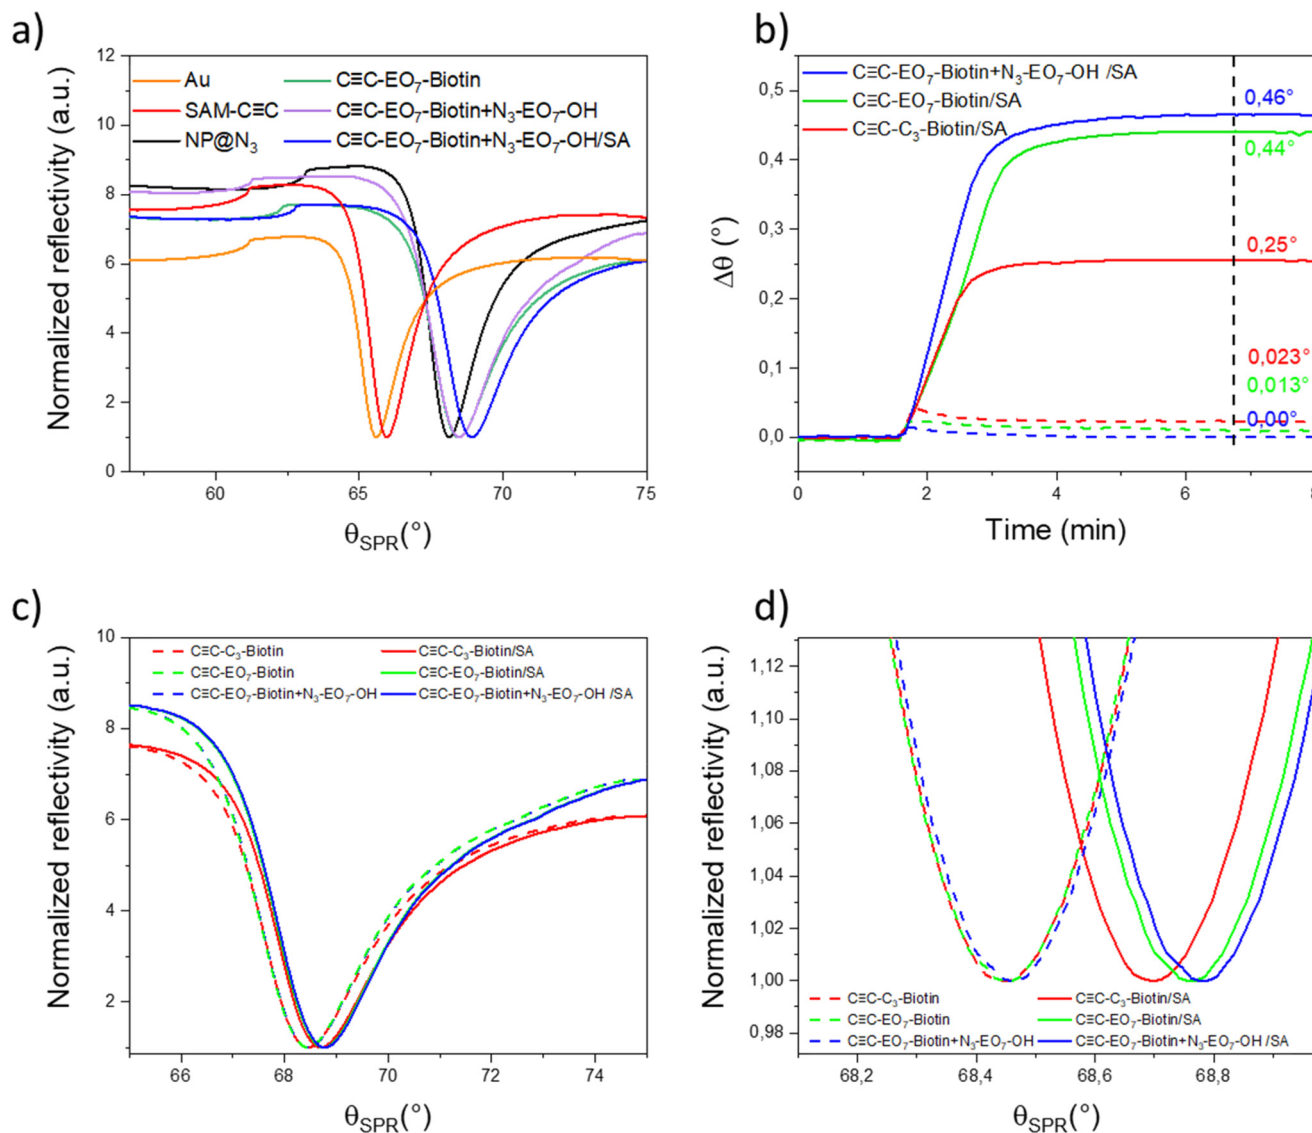 a)
Normalized reflectivity (a.u.)
12
10
8
6
4
2
0
Au
SAM-C≡C
NP@N₃
C≡C-EO₇-Biotin
C≡C-EO₇-Biotin+N₃-EO₇-OH
C≡C-EO₇-Biotin+N₃-EO₇-OH/SA
60
65
70
75
θSPR(°)
b)
Δθ (°)
0,5
0,4
0,3
0,2
0,1
0,0
C≡C-EO₇-Biotin+N₃-EO₇-OH /SA
C≡C-EO₇-Biotin/SA
C≡C-C₃-Biotin/SA
0,46°
0,44°
0,25°
0,023°
0,013°
0,00°
0
2
4
6
8
Time (min)
c)
Normalized reflectivity (a.u.)
10
8
6
4
2
C≡C-C₃-Biotin
C≡C-EO₇-Biotin
C≡C-EO₇-Biotin+N₃-EO₇-OH
C≡C-C₃-Biotin/SA
C≡C-EO₇-Biotin/SA
C≡C-EO₇-Biotin+N₃-EO₇-OH /SA
66
68
70
72
74
θSPR(°)
d)
Normalized reflectivity (a.u.)
1,12
1,10
1,08
1,06
1,04
1,02
1,00
0,98
C≡C-C₃-Biotin
C≡C-EO₇-Biotin
C≡C-EO₇-Biotin+N₃-EO₇-OH
C≡C-C₃-Biotin/SA
C≡C-EO₇-Biotin/SA
C≡C-EO₇-Biotin+N₃-EO₇-OH /SA
68,2
68,4
68,6
68,8
θSPR(°)